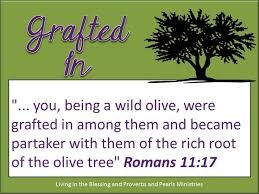 Grafted
In
"... you, being a wild olive, were
grafted in among them and became
partaker with them of the rich root
of the olive tree" Romans 11:17
Living in the Blessing and Proverbs and Pearls Ministries